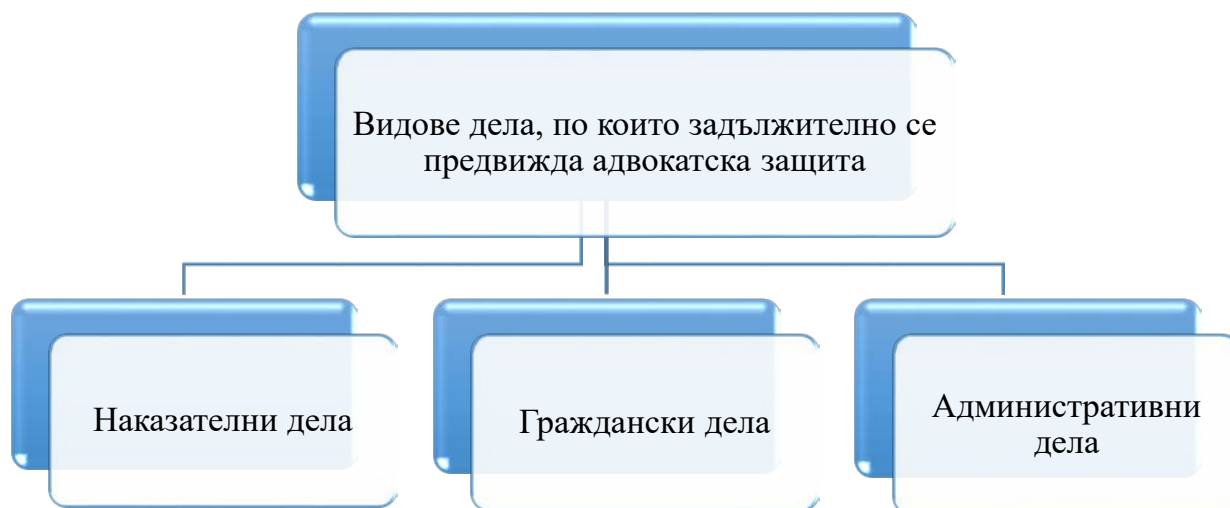 Видове дела, по които задължително се
предвижда адвокатска защита
Наказателни дела
Граждански дела
Административни
дела